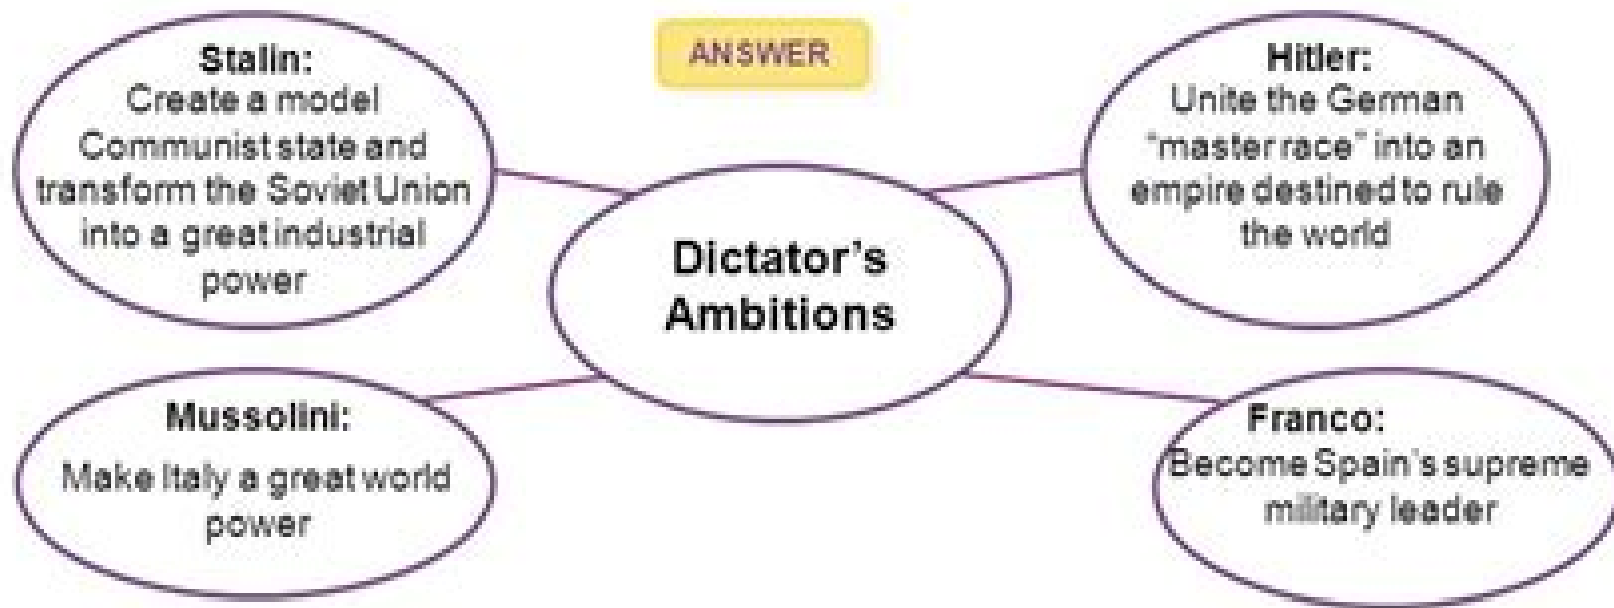 ANSWER
Stalin:
Create a model
Communist state and
transform the Soviet Union
into a great industrial
power
Hitler:
Unite the German
“master race” into an
empire destined to rule
the world
Dictator’s
Ambitions
Mussolini:
Make Italy a great world
power
Franco:
Become Spain’s supreme
military leader